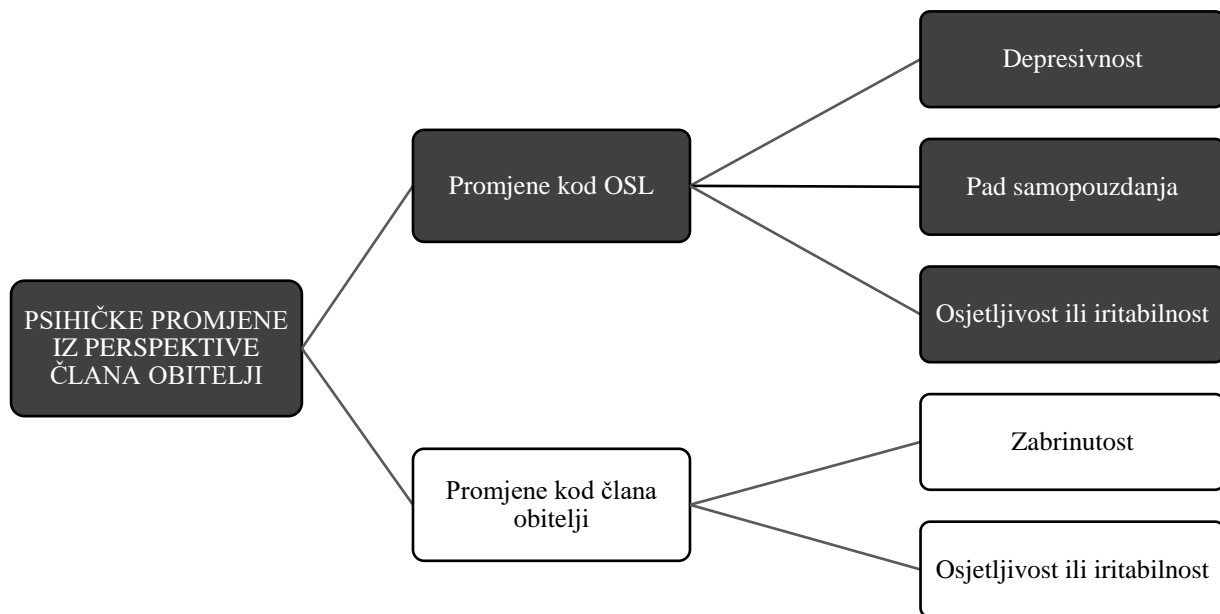 PSIHIČKE PROMJENE
IZ PERSPEKTIVE
ČLANA OBITELJI
Promjene kod OSL
Depresivnost
Pad samopouzdanja
Osjetljivost ili iritabilnost
Promjene kod člana
obitelji
Zabrinutost
Osjetljivost ili iritabilnost